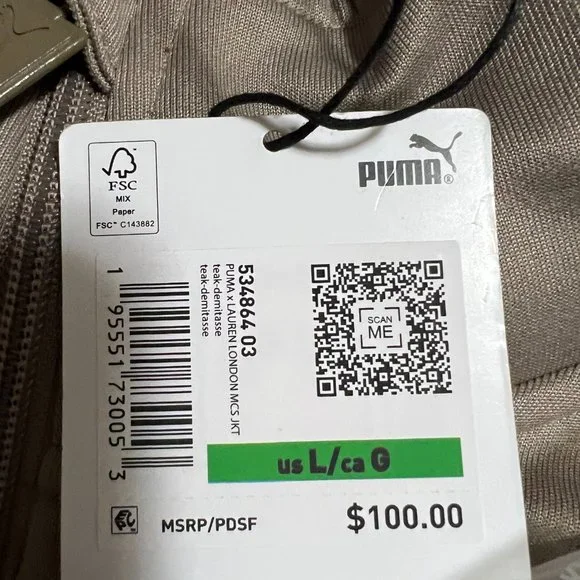 FSC
MIX
Paper
FSC™ C143882
PUMA®
534864 03
PUMA x LAUREN LONDON MCS JKT
teak-demitasse
teak-demitasse
1 95551 73005 3
SCAN
ME
us L/ca G
MSRP/PDSF $100.00